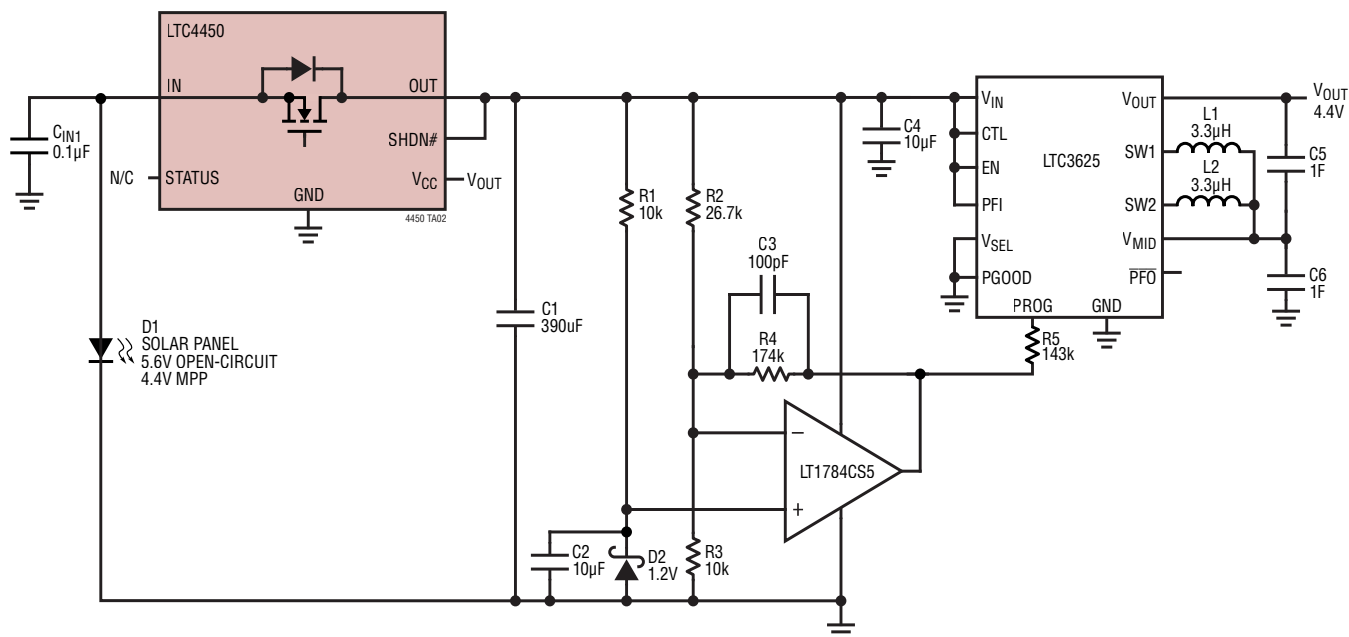 LTC4450
IN
OUT
SHDN#
STATUS
N/C
VCC
VOUT
GND
4450 TA02
CIN1
0.1µF
D1
SOLAR PANEL
5.6V OPEN-CIRCUIT
4.4V MPP
C1
390uF
R1
10k
R2
26.7k
C3
100pF
R4
174k
LT1784CS5
−
+
C2
10µF
D2
1.2V
R3
10k
C4
10µF
VIN
CTL
EN
PFI
VSEL
PGOOD
LTC3625
VOUT
SW1
SW2
VMID
PFO
PROG
GND
R5
143k
L1
3.3µH
L2
3.3µH
VOUT
4.4V
C5
1F
C6
1F